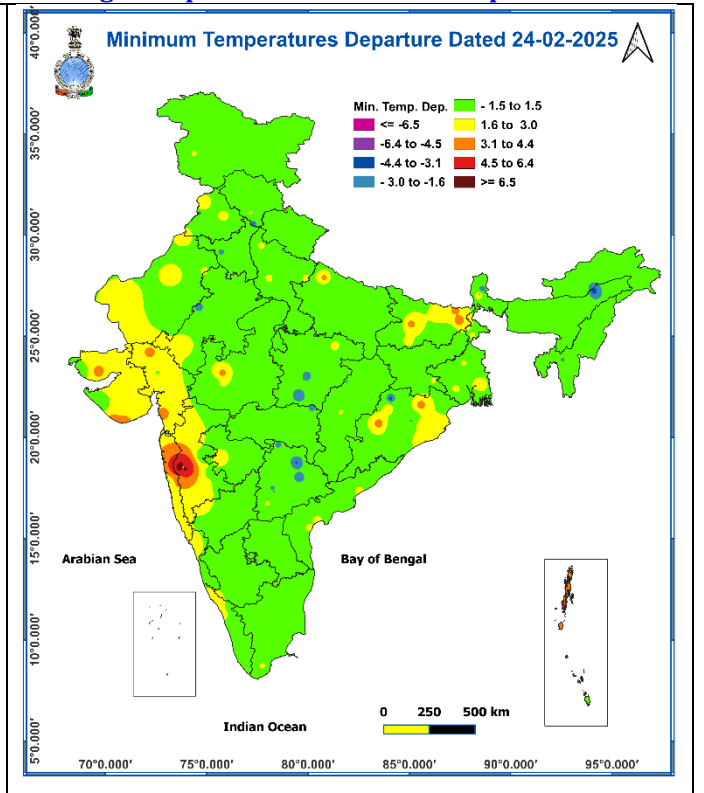 Minimum Temperatures Departure Dated 24-02-2025
Min. Temp. Dep.
<= -6.5
-6.4 to -4.5
-4.4 to -3.1
- 3.0 to -1.6
- 1.5 to 1.5
1.6 to 3.0
3.1 to 4.4
4.5 to 6.4
>= 6.5
40°0.000'
35°0.000'
30°0.000'
25°0.000'
20°0.000'
15°0.000'
10°0.000'
5°0.000'
Arabian Sea
Bay of Bengal
Indian Ocean
0 250 500 km
70°0.000' 75°0.000' 80°0.000' 85°0.000' 90°0.000' 95°0.000'